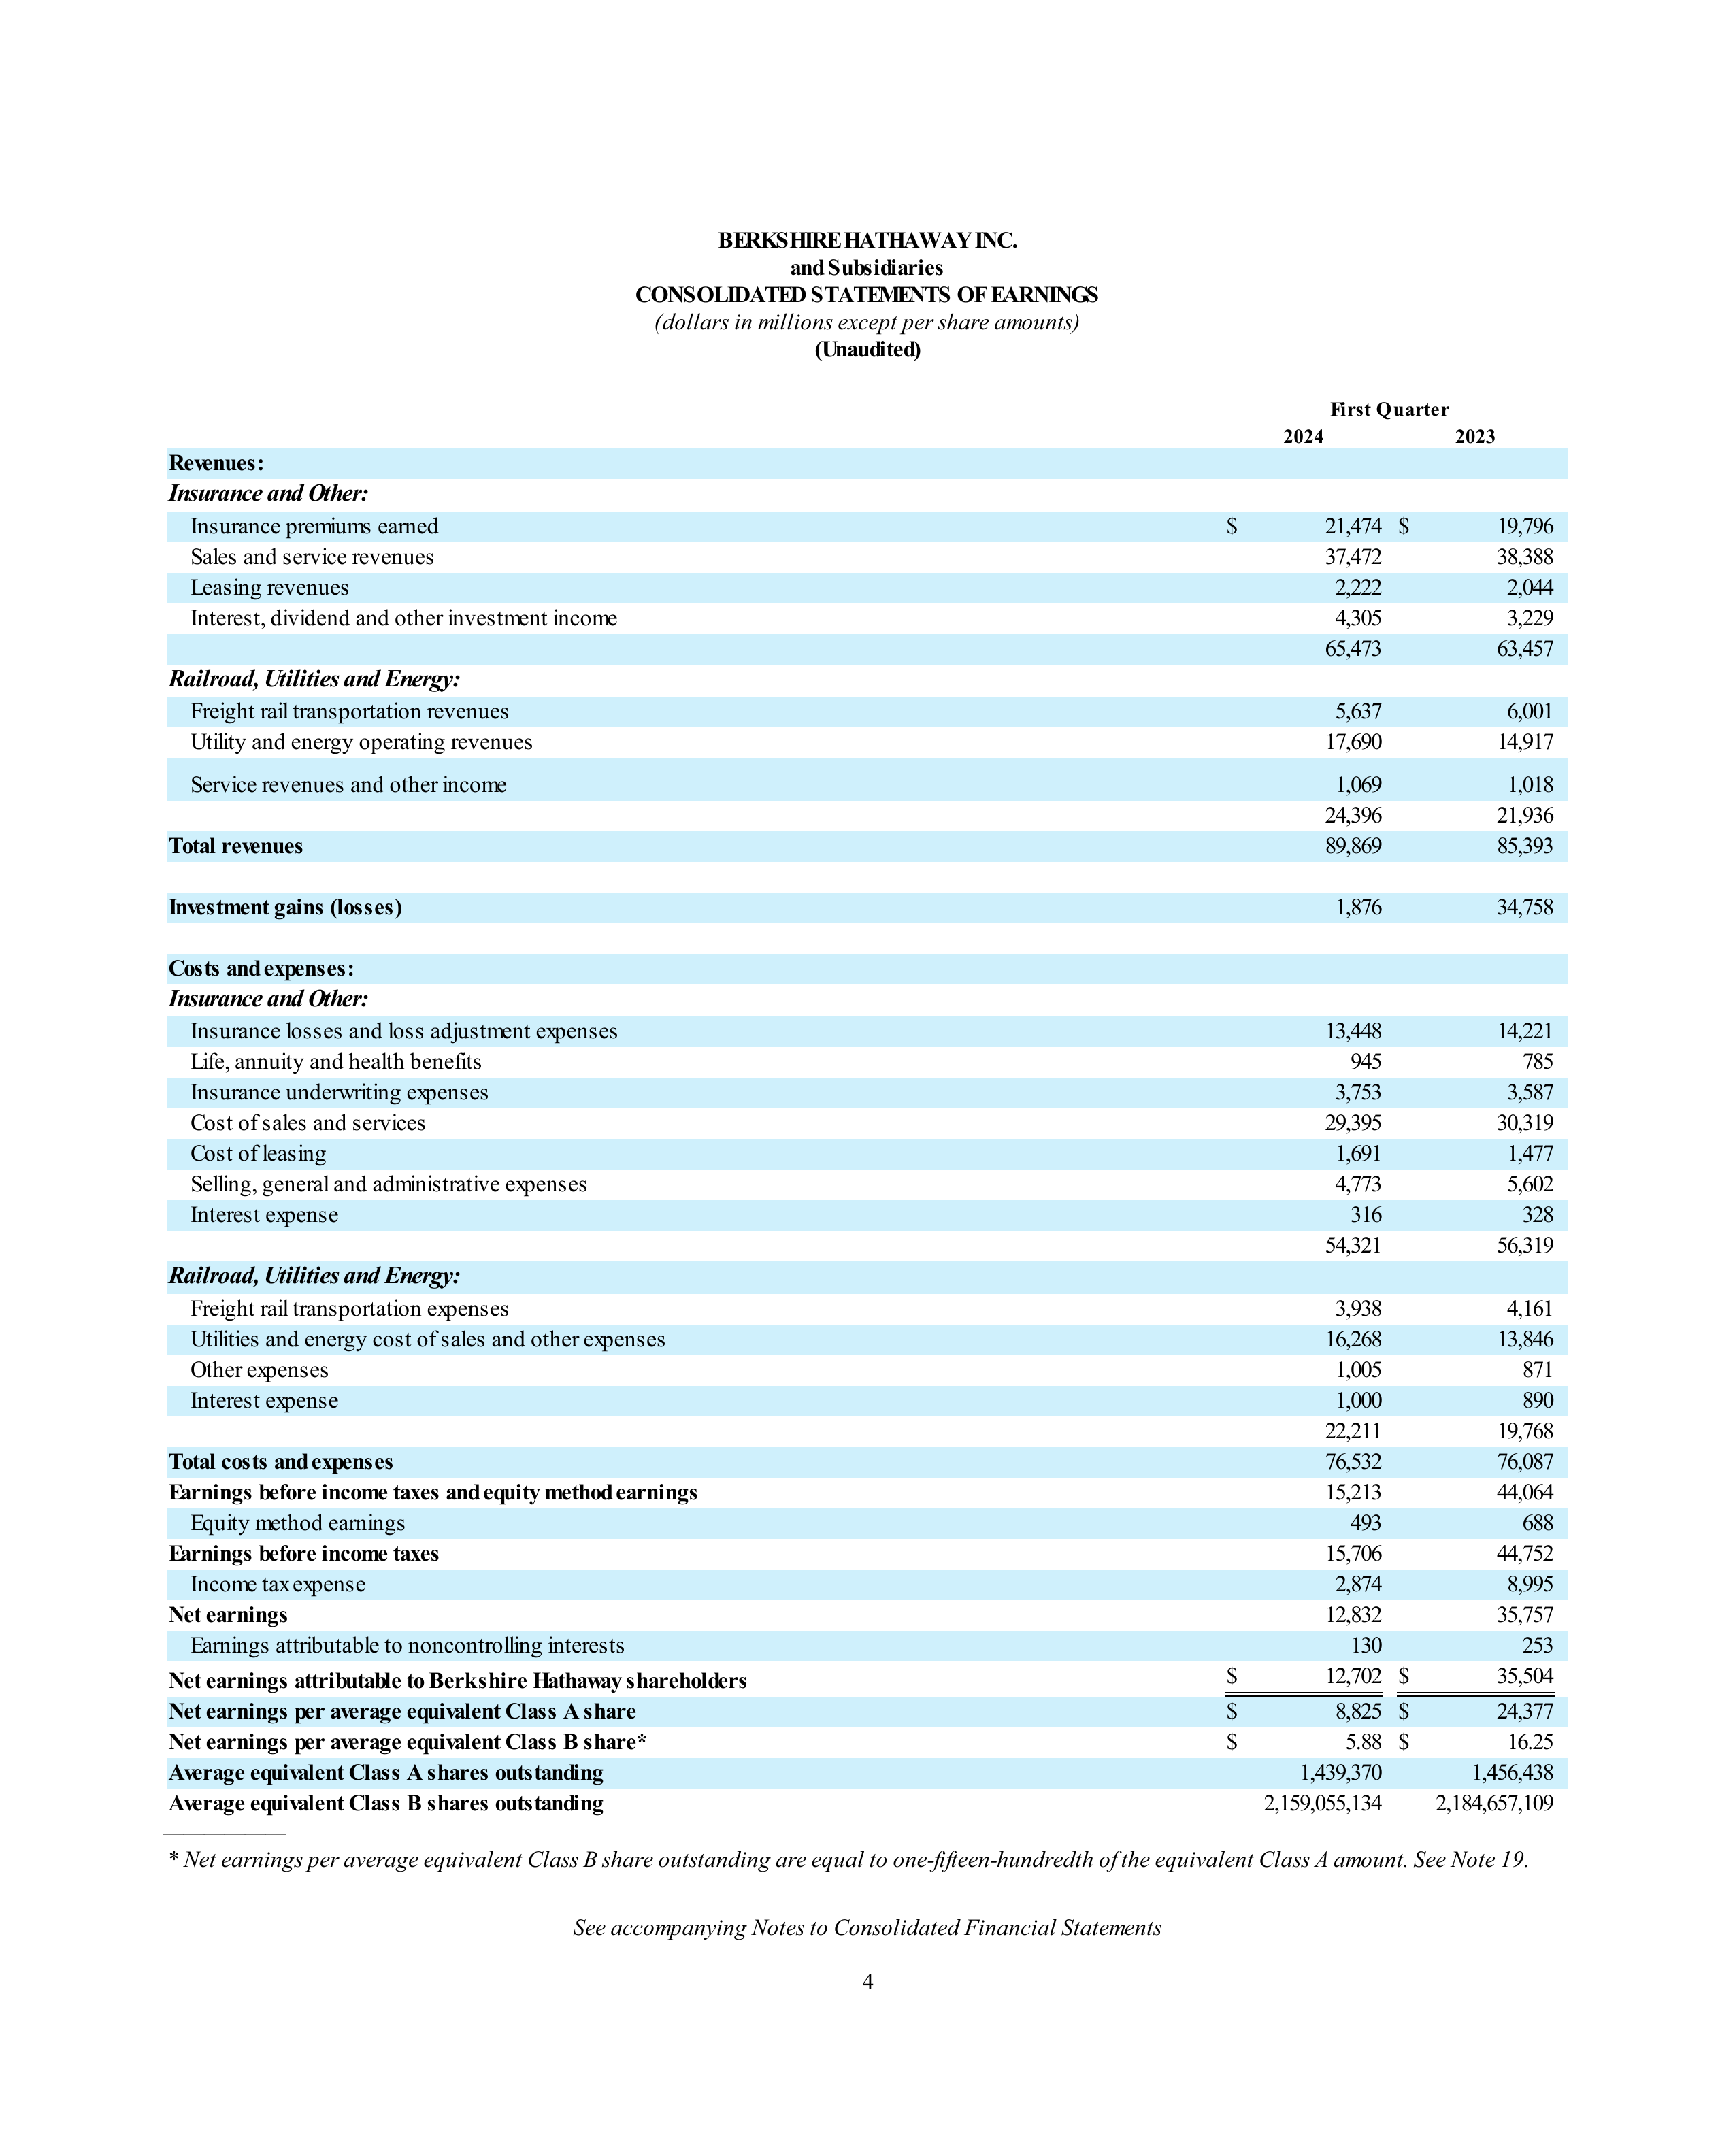 BERKSHIRE HATHAWAY INC.
and Subsidiaries
CONSOLIDATED STATEMENTS OF EARNINGS
(dollars in millions except per share amounts)
(Unaudited)
First Quarter
2024 2023
Revenues:
Insurance and Other:
Insurance premiums earned $ 21,474 $ 19,796
Sales and service revenues 37,472 38,388
Leasing revenues 2,222 2,044
Interest, dividend and other investment income 4,305 3,229
65,473 63,457
Railroad, Utilities and Energy:
Freight rail transportation revenues 5,637 6,001
Utility and energy operating revenues 17,690 14,917
Service revenues and other income 1,069 1,018
24,396 21,936
Total revenues 89,869 85,393
Investment gains (losses) 1,876 34,758
Costs and expenses:
Insurance and Other:
Insurance losses and loss adjustment expenses 13,448 14,221
Life, annuity and health benefits 945 785
Insurance underwriting expenses 3,753 3,587
Cost of sales and services 29,395 30,319
Cost of leasing 1,691 1,477
Selling, general and administrative expenses 4,773 5,602
Interest expense 316 328
54,321 56,319
Railroad, Utilities and Energy:
Freight rail transportation expenses 3,938 4,161
Utilities and energy cost of sales and other expenses 16,268 13,846
Other expenses 1,005 871
Interest expense 1,000 890
22,211 19,768
Total costs and expenses 76,532 76,087
Earnings before income taxes and equity method earnings 15,213 44,064
Equity method earnings 493 688
Earnings before income taxes 15,706 44,752
Income tax expense 2,874 8,995
Net earnings 12,832 35,757
Earnings attributable to noncontrolling interests 130 253
Net earnings attributable to Berkshire Hathaway shareholders $ 12,702 $ 35,504
Net earnings per average equivalent Class A share $ 8,825 $ 24,377
Net earnings per average equivalent Class B share* $ 5.88 $ 16.25
Average equivalent Class A shares outstanding 1,439,370 1,456,438
Average equivalent Class B shares outstanding 2,159,055,134 2,184,657,109
* Net earnings per average equivalent Class B share outstanding are equal to one-fifteen-hundredth of the equivalent Class A amount. See Note 19.
See accompanying Notes to Consolidated Financial Statements
4